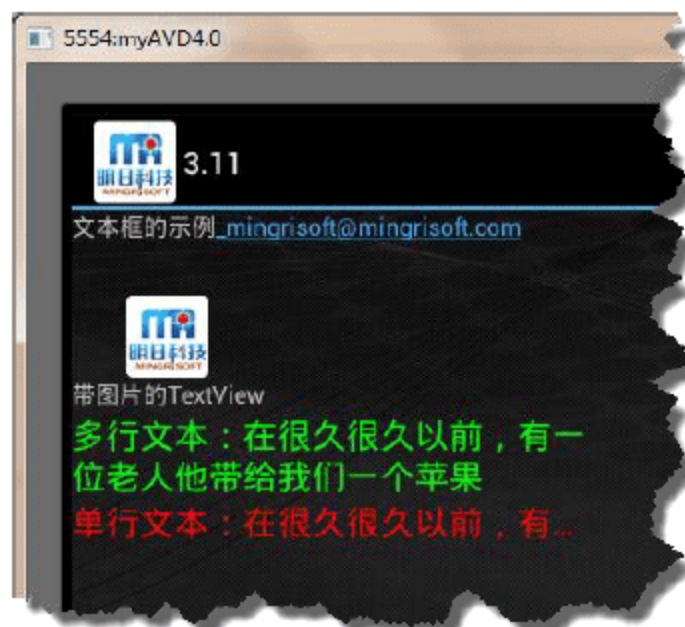 5554:myAVD4.0
明日科技
MINGRISOFT
3.11
文本框的示例_mingrisoft@mingrisoft.com
明日科技
MINGRISOFT
带图片的TextView
多行文本：在很久很久以前，有一
位老人他带给我们一个苹果
单行文本：在很久很久以前，有...